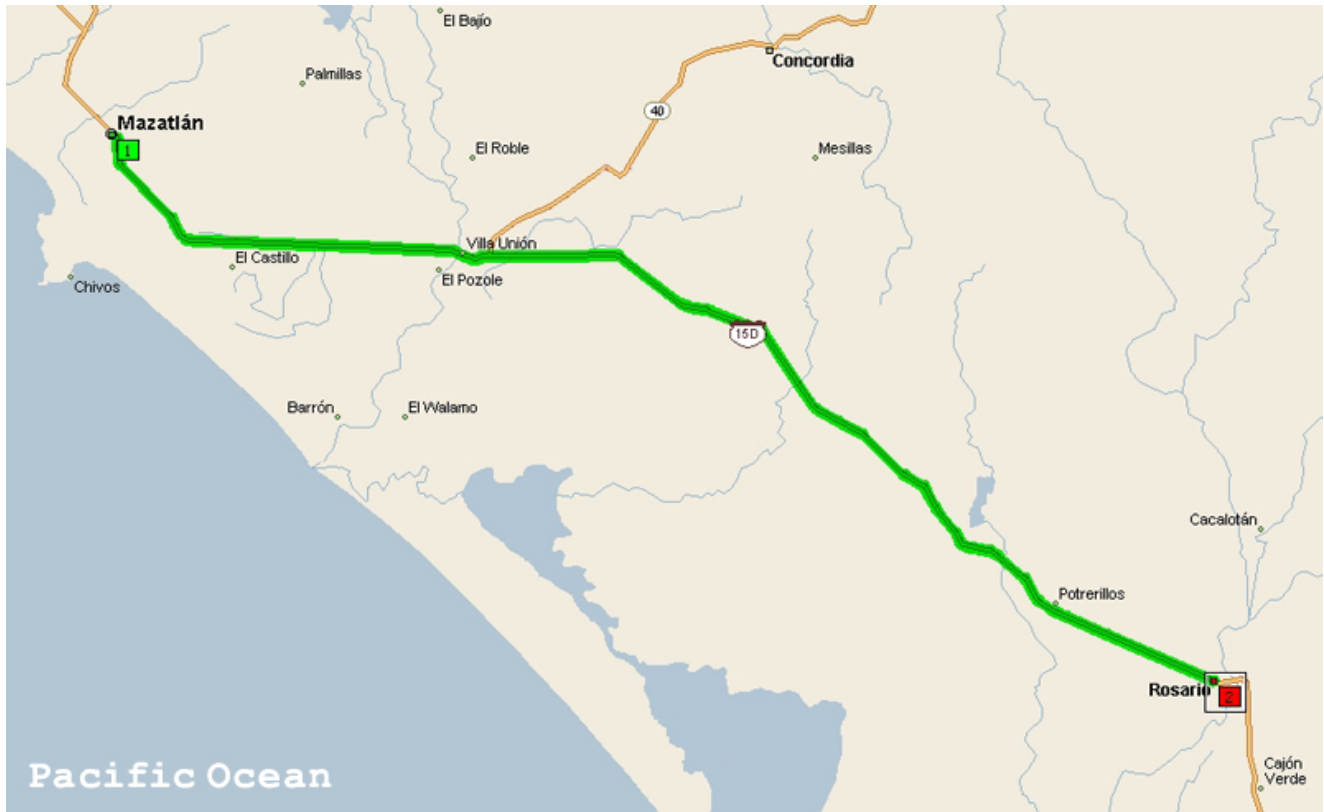 El Bajío
Concordia
Palmillas
40
Mazatlán
1
El Roble
Mesillas
Villa Unión
El Castillo
El Pozole
Chivos
15D
Barrón
El Walamo
Cacalotán
Potrerillos
Rosario
2
Pacific Ocean
Cajón
Verde